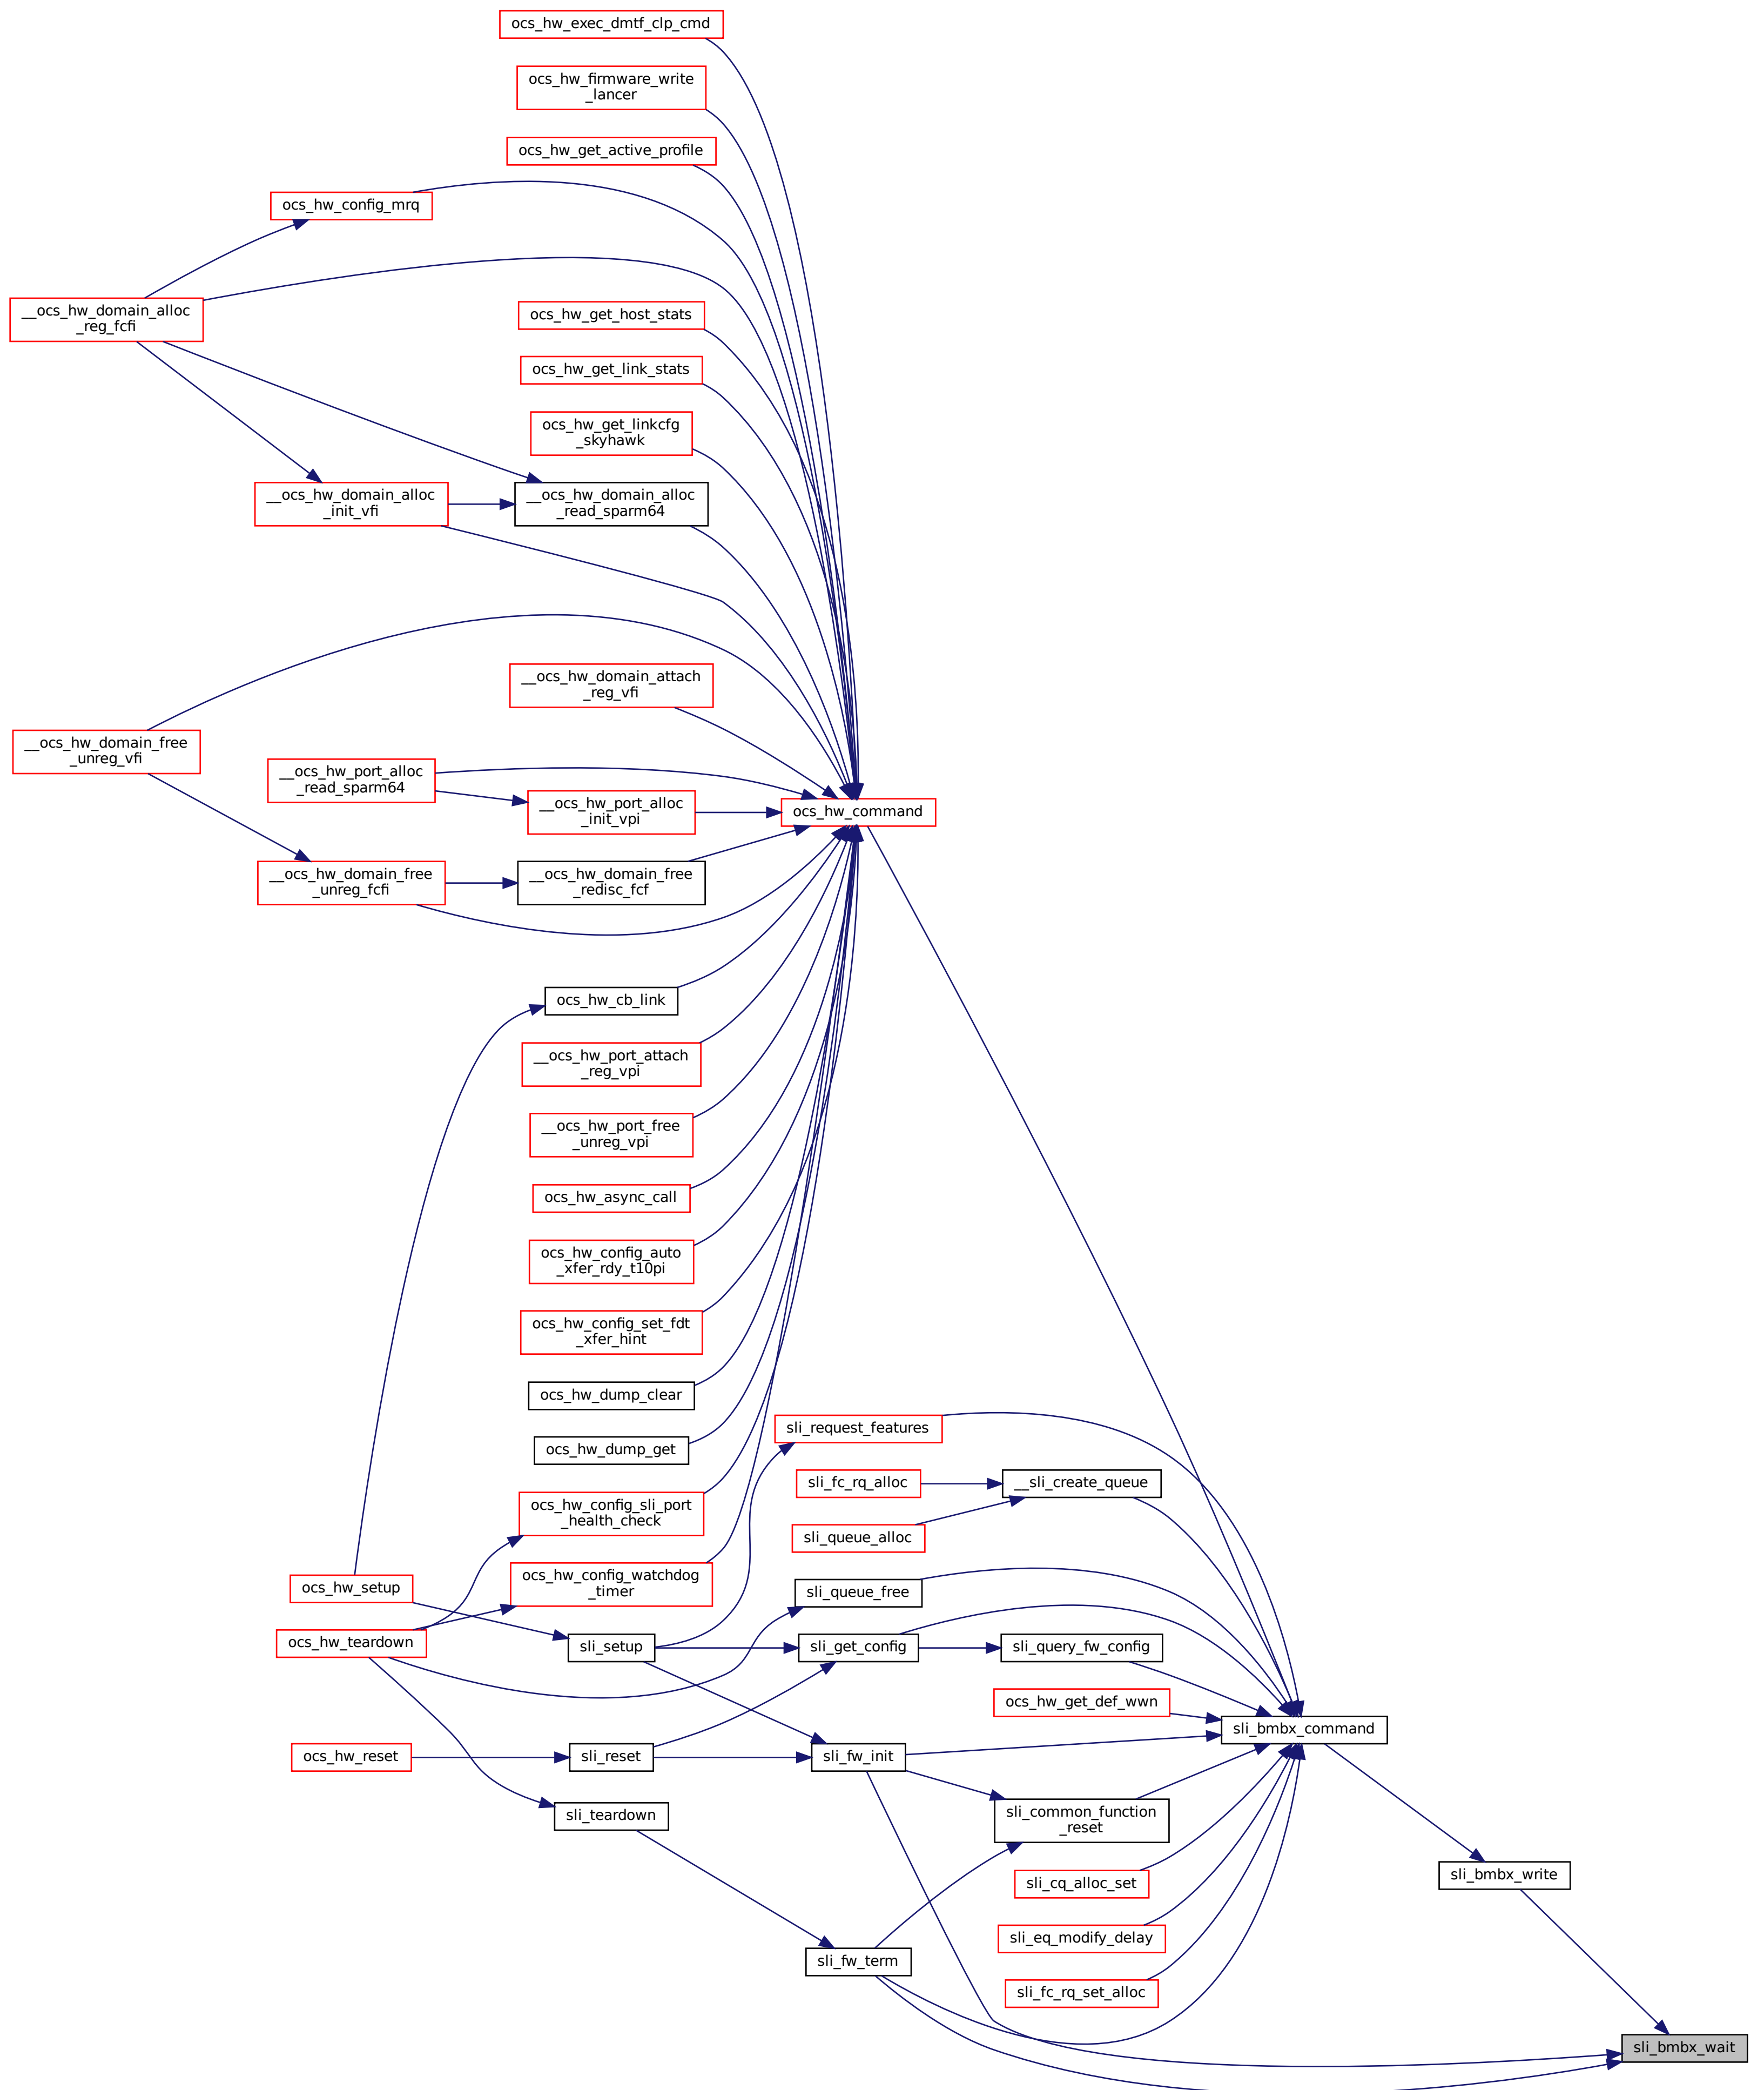 ocs_hw_exec_dmtf_clp_cmd
ocs_hw_firmware_write
_lancer
ocs_hw_get_active_profile
ocs_hw_config_mrq
__ocs_hw_domain_alloc
_reg_fcfi
ocs_hw_get_host_stats
ocs_hw_get_link_stats
ocs_hw_get_linkcfg
_skyhawk
__ocs_hw_domain_alloc
_init_vfi
__ocs_hw_domain_alloc
_read_sparm64
__ocs_hw_domain_attach
_reg_vfi
__ocs_hw_domain_free
_unreg_vfi
__ocs_hw_port_alloc
_read_sparm64
__ocs_hw_port_alloc
_init_vpi
ocs_hw_command
__ocs_hw_domain_free
_unreg_fcfi
__ocs_hw_domain_free
_redisc_fcf
ocs_hw_cb_link
__ocs_hw_port_attach
_reg_vpi
__ocs_hw_port_free
_unreg_vpi
ocs_hw_async_call
ocs_hw_config_auto
_xfer_rdy_t10pi
ocs_hw_config_set_fdt
_xfer_hint
ocs_hw_dump_clear
sli_request_features
ocs_hw_dump_get
sli_fc_rq_alloc
__sli_create_queue
ocs_hw_config_sli_port
_health_check
sli_queue_alloc
ocs_hw_setup
ocs_hw_config_watchdog
_timer
sli_queue_free
ocs_hw_teardown
sli_setup
sli_get_config
sli_query_fw_config
ocs_hw_get_def_wwn
sli_bmbx_command
ocs_hw_reset
sli_reset
sli_fw_init
sli_teardown
sli_common_function
_reset
sli_bmbx_write
sli_cq_alloc_set
sli_eq_modify_delay
sli_fw_term
sli_fc_rq_set_alloc
sli_bmbx_wait